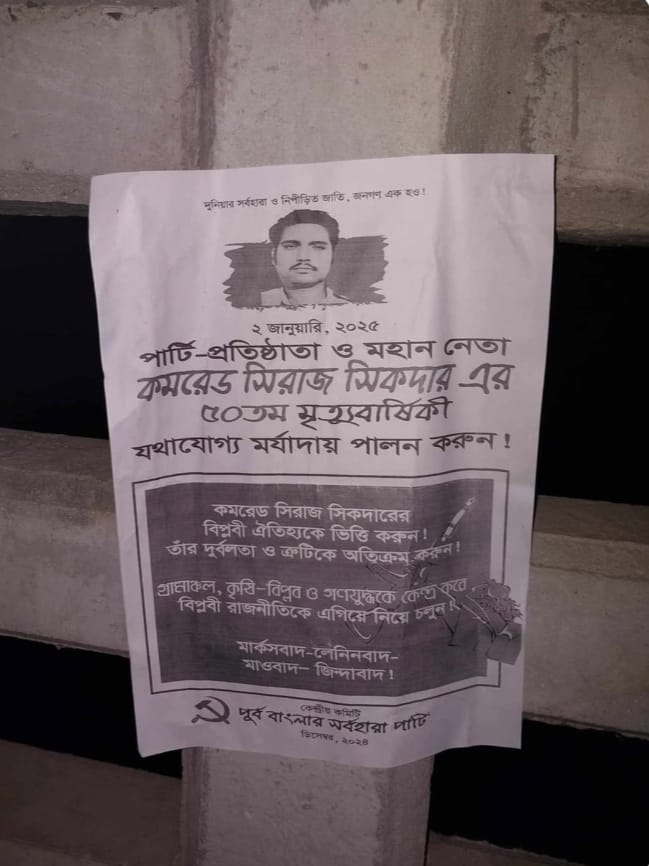 দুনিয়ার সর্বহারা ও নিপীড়িত জাতি, জনগণ এক হও!
২ জানুয়ারি, ২০২৫
পার্টি-প্রতিষ্ঠাতা ও মহান নেতা
কমরেড সিরাজ সিকদার এর
৫০তম মৃত্যুবার্ষিকী
যথাযোগ্য মর্যাদায় পালন করুন!
কমরেড সিরাজ সিকদারের
বিপ্লবী ঐতিহ্যকে ভিত্তি করুন!
তাঁর দুর্বলতা ও ত্রুটিকে অতিক্রম করুন!
গ্রামাঞ্চল, কৃষি-বিপ্লব ও গণযুদ্ধকে কেন্দ্র করে
বিপ্লবী রাজনীতিকে এগিয়ে নিয়ে চলুন!
মার্কসবাদ-লেনিনবাদ-
মাওবাদ- জিন্দাবাদ!
কেন্দ্রীয় কমিটি
পূর্ব বাংলার সর্বহারা পার্টি
ডিসেম্বর, ২০২৪